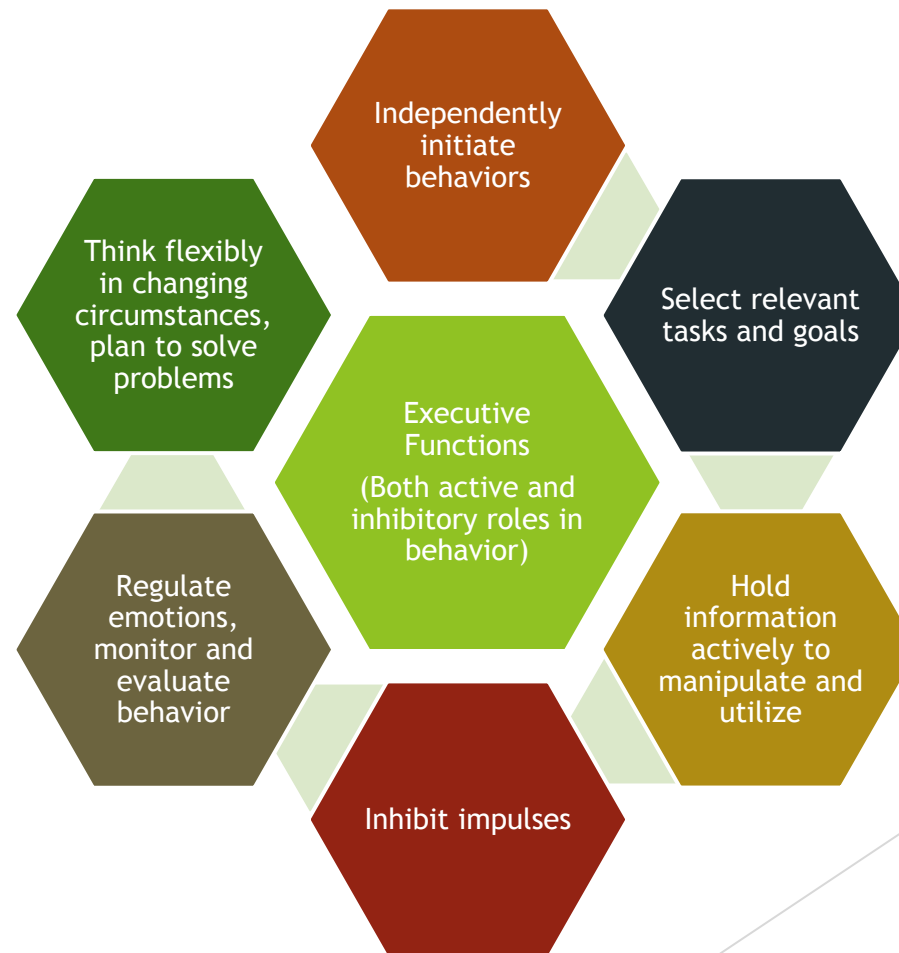 Independently
initiate
behaviors
Select relevant
tasks and goals
Hold
information
actively to
manipulate and
utilize
Inhibit impulses
Regulate
emotions,
monitor and
evaluate
behavior
Think flexibly
in changing
circumstances,
plan to solve
problems
Executive
Functions
(Both active and
inhibitory roles in
behavior)